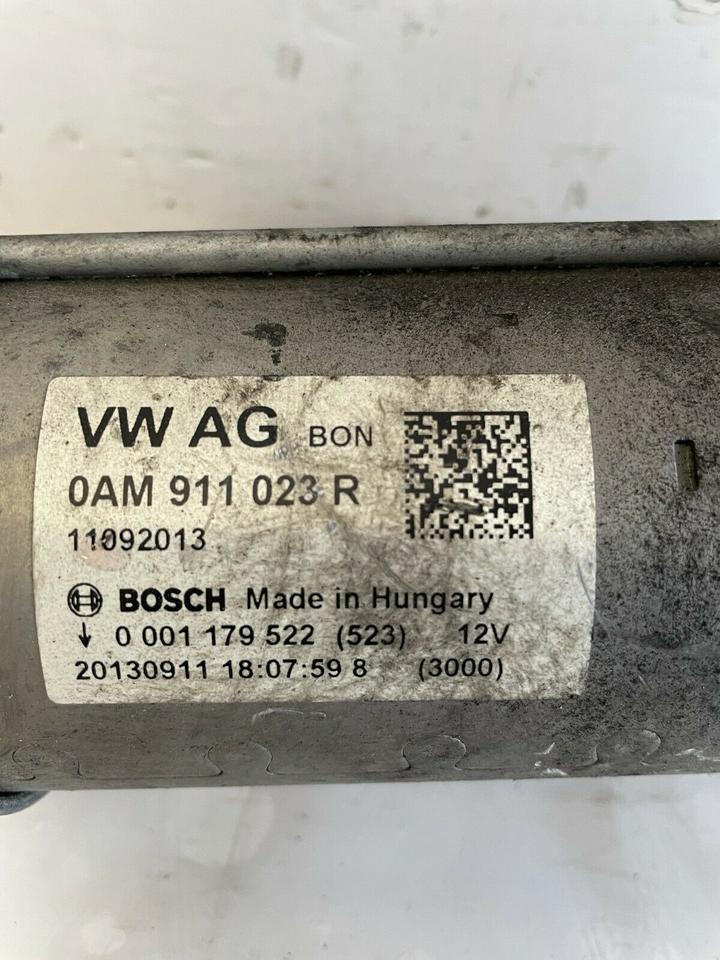 VW AG BON
0AM 911 023 R
11092013
BOSCH Made in Hungary
↓ 0 001 179 522 (523) 12V
20130911 18:07:59 8 (3000)